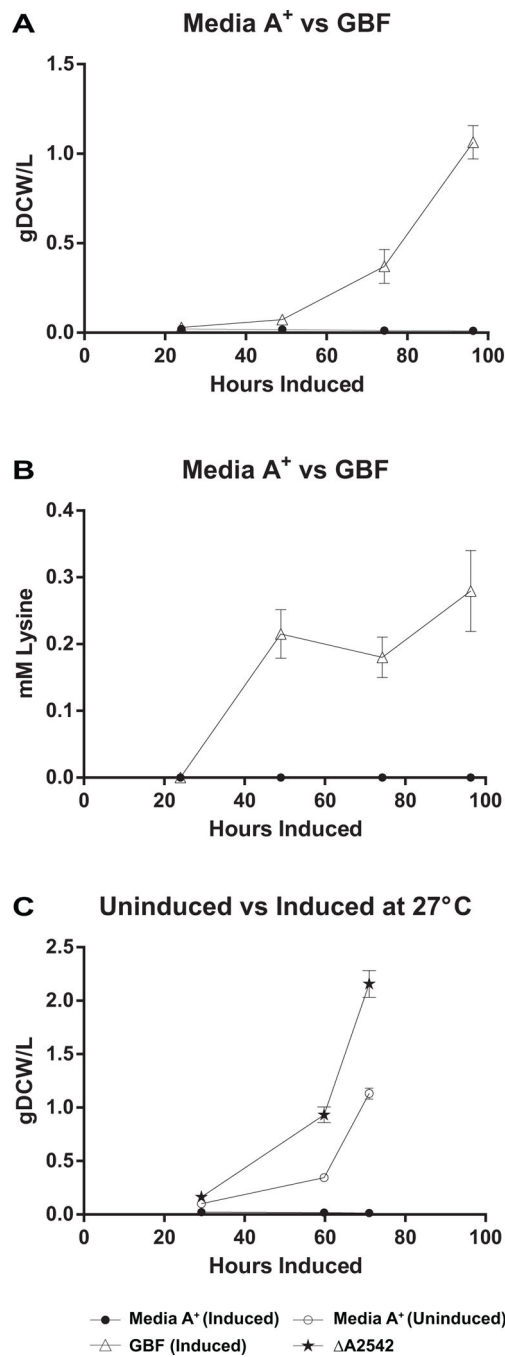 A Media A⁺ vs GBF
1.5
1.0
0.5
0.0
gDCW/L
0 20 40 60 80 100
Hours Induced
B Media A⁺ vs GBF
0.4
0.3
0.2
0.1
0.0
mM Lysine
0 20 40 60 80 100
Hours Induced
C Uninduced vs Induced at 27°C
2.5
2.0
1.5
1.0
0.5
0.0
gDCW/L
0 20 40 60 80 100
Hours Induced
Media A⁺ (Induced) Media A⁺ (Uninduced)
GBF (Induced) ΔA2542